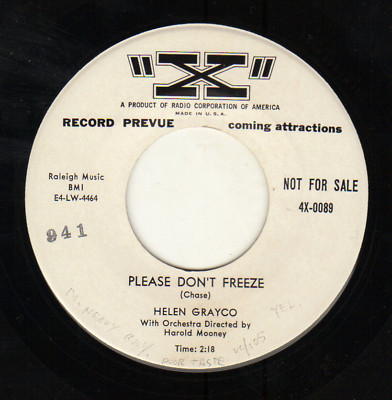 "X"
A PRODUCT OF RADIO CORPORATION OF AMERICA
MADE IN U.S.A.
RECORD PREVUE coming attractions
Raleigh Music
BMI
E4-LW-4464
NOT FOR SALE
4X-0089
941
PLEASE DON'T FREEZE
(Chase)
HELEN GRAYCO
With Orchestra Directed by
Harold Mooney
Time: 2:18
POOR TASTE